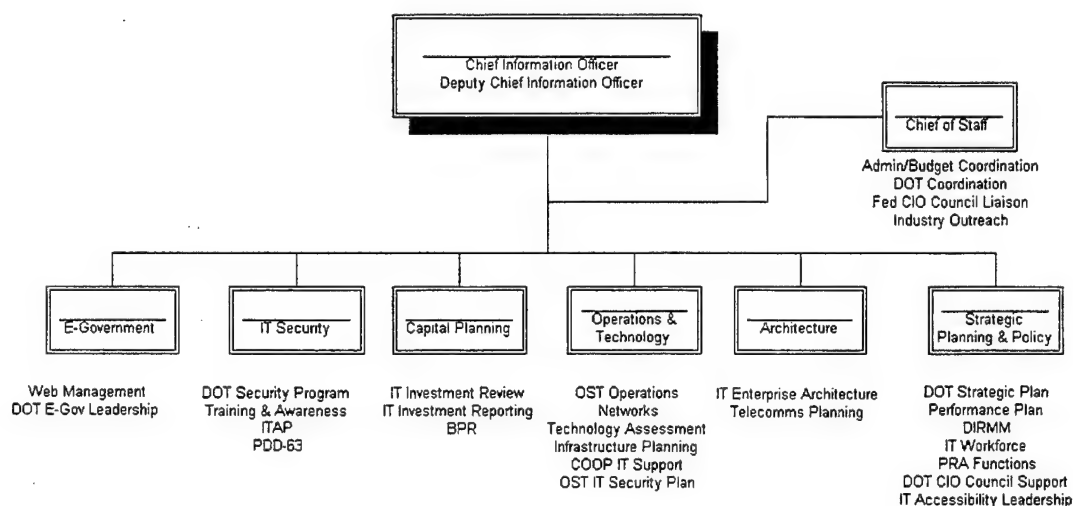 Chief Information Officer
Deputy Chief Information Officer
Chief of Staff
Admin/Budget Coordination
DOT Coordination
Fed CIO Council Liaison
Industry Outreach
E-Government
Web Management
DOT E-Gov Leadership
IT Security
DOT Security Program
Training & Awareness
ITAP
PDD-63
Capital Planning
IT Investment Review
IT Investment Reporting
BPR
Operations &
Technology
OST Operations
Networks
Technology Assessment
Infrastructure Planning
COOP IT Support
OST IT Security Plan
Architecture
IT Enterprise Architecture
Telecomms Planning
Strategic
Planning & Policy
DOT Strategic Plan
Performance Plan
DIRMM
IT Workforce
PRA Functions
DOT CIO Council Support
IT Accessibility Leadership